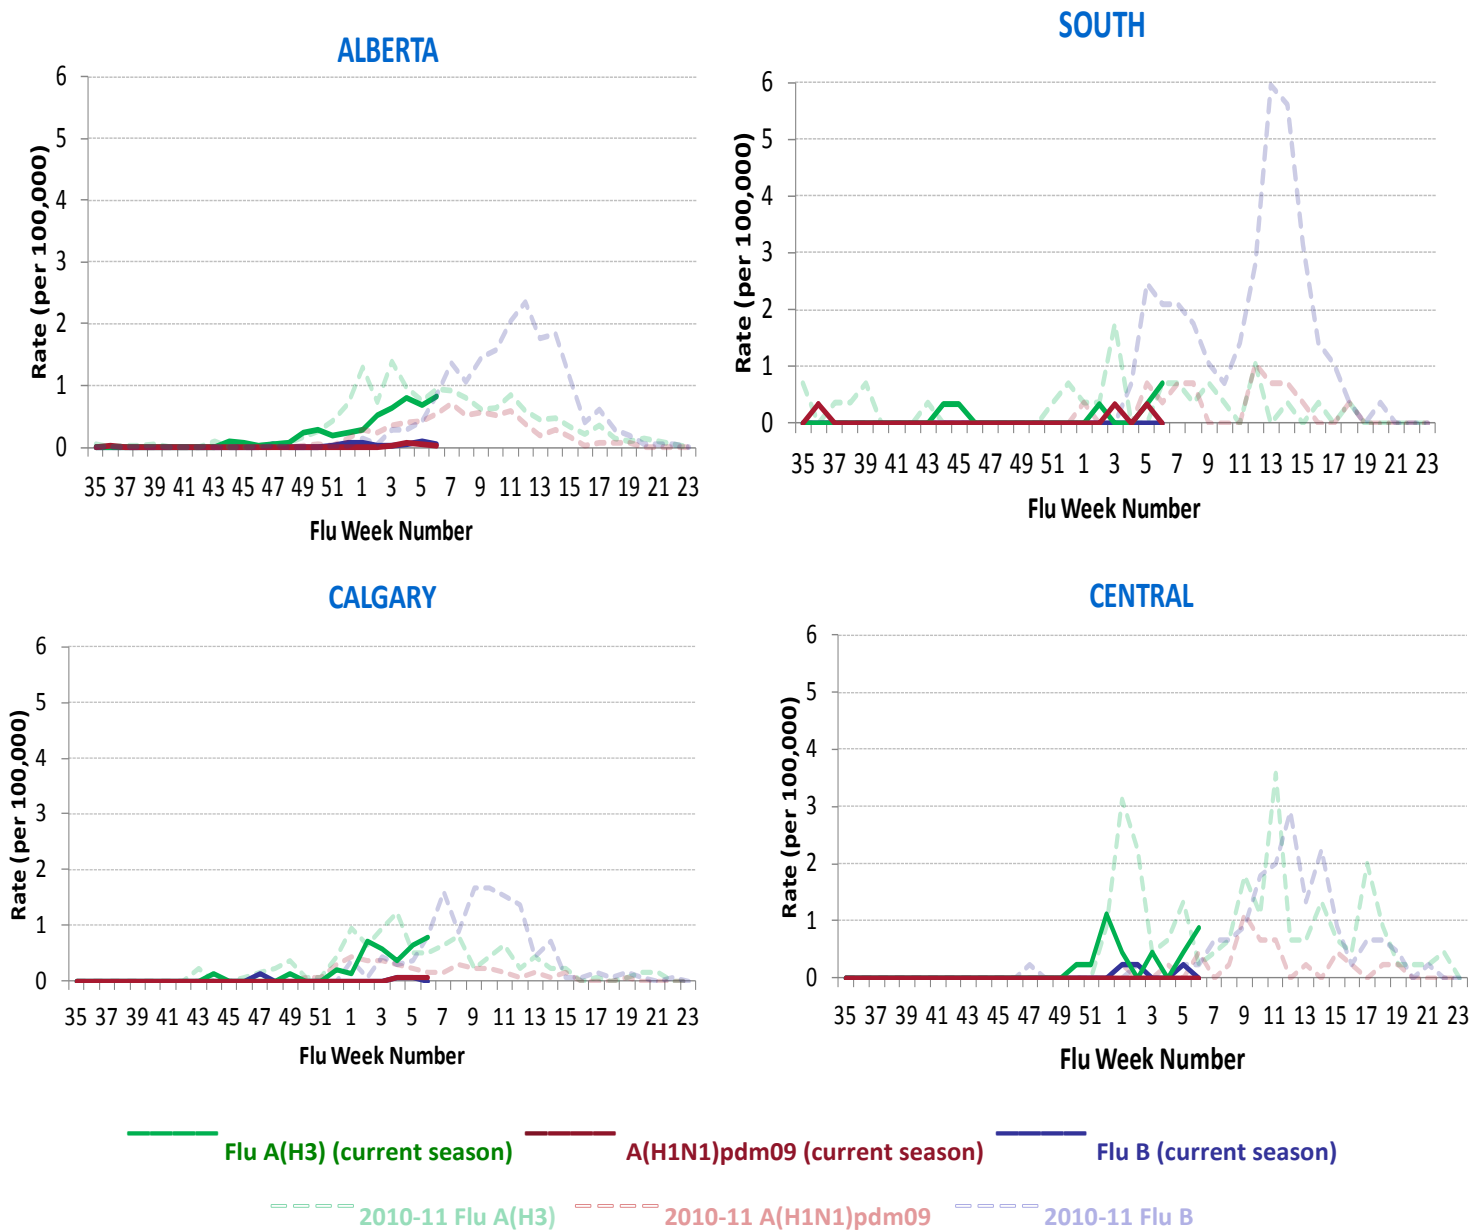 ALBERTA
6
5
4
3
2
1
0
Rate (per 100,000)
35 37 39 41 43 45 47 49 51 1 3 5 7 9 11 13 15 17 19 21 23
Flu Week Number
SOUTH
6
5
4
3
2
1
0
Rate (per 100,000)
35 37 39 41 43 45 47 49 51 1 3 5 7 9 11 13 15 17 19 21 23
Flu Week Number
CALGARY
6
5
4
3
2
1
0
Rate (per 100,000)
35 37 39 41 43 45 47 49 51 1 3 5 7 9 11 13 15 17 19 21 23
Flu Week Number
CENTRAL
6
5
4
3
2
1
0
Rate (per 100,000)
35 37 39 41 43 45 47 49 51 1 3 5 7 9 11 13 15 17 19 21 23
Flu Week Number
Flu A(H3) (current season) A(H1N1)pdm09 (current season) Flu B (current season)
2010-11 Flu A(H3) 2010-11 A(H1N1)pdm09 2010-11 Flu B